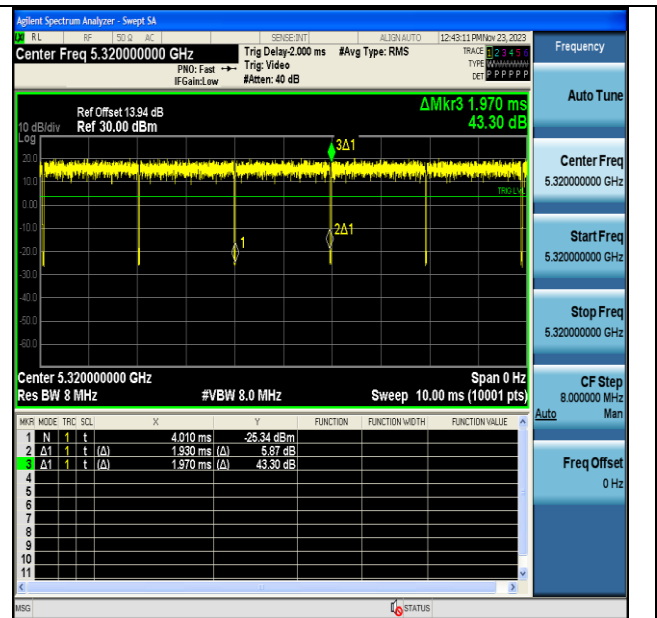 Agilent Spectrum Analyzer - Swept SA
RL RF 50 Ω AC SENSE:INT ALIGN AUTO 12:43:11 PM Nov 23, 2023
Center Freq 5.320000000 GHz Trig Delay-2.000 ms #Avg Type: RMS TRACE 1 2 3 4 5 6
PNO: Fast Trig: Video TYPE WWWWWW
IFGain:Low #Atten: 40 dB DET P P P P P P
Frequency
Auto Tune
Center Freq
5.320000000 GHz
Start Freq
5.320000000 GHz
Stop Freq
5.320000000 GHz
CF Step
8.000000 MHz
Auto Man
Freq Offset
0 Hz
ΔMkr3 1.970 ms
43.30 dB
Ref Offset 13.94 dB
10 dB/div Ref 30.00 dBm
Log
20.0
10.0
0.00
-10.0
-20.0
-30.0
-40.0
-50.0
-60.0
3Δ1
TRIG LVL
2Δ1
1
Center 5.320000000 GHz Span 0 Hz
Res BW 8 MHz #VBW 8.0 MHz Sweep 10.00 ms (10001 pts)
MKR MODE TRC SCL X Y FUNCTION FUNCTION WIDTH FUNCTION VALUE
1 N 1 t 4.010 ms -25.34 dBm
2 Δ1 1 t (Δ) 1.930 ms (Δ) 5.87 dB
3 Δ1 1 t (Δ) 1.970 ms (Δ) 43.30 dB
4
5
6
7
8
9
10
11
MSG STATUS